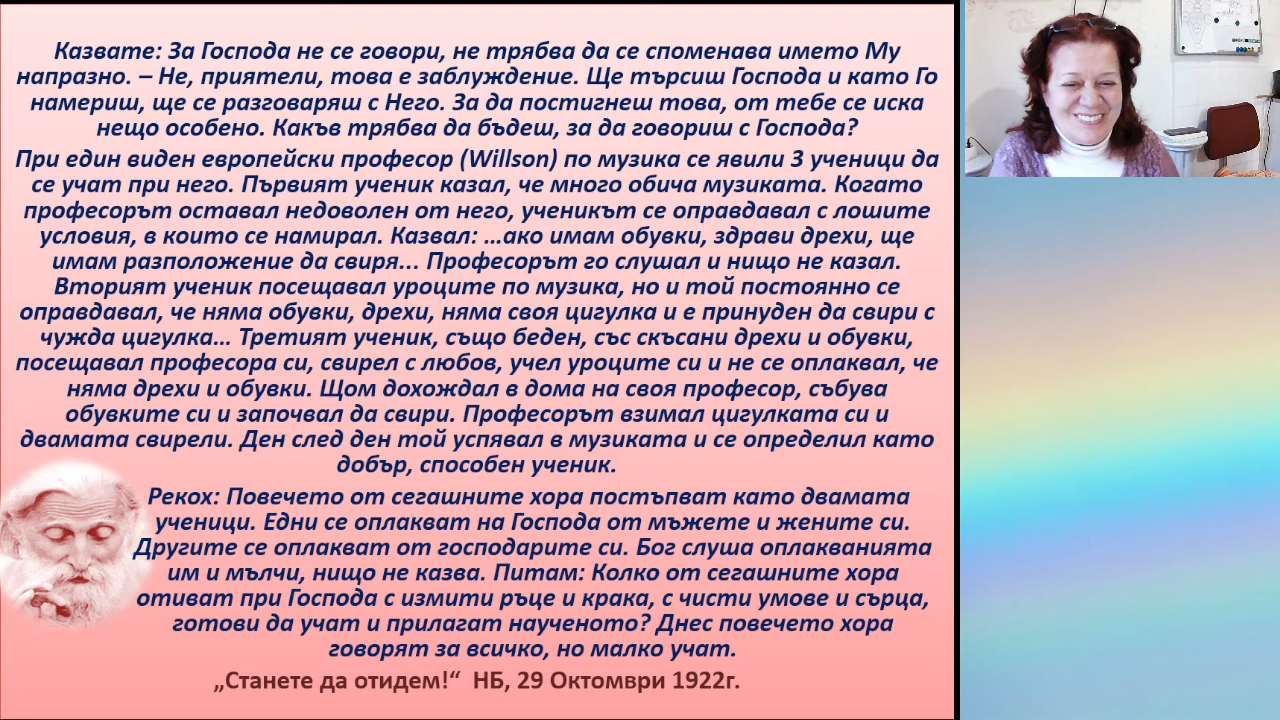 Казвате: За Господа не се говори, не трябва да се споменава името Му
напразно. – Не, приятели, това е заблуждение. Ще търсиш Господа и като Го
намериш, ще се разговаряш с Него. За да постигнеш това, от тебе се иска
нещо особено. Какъв трябва да бъдеш, за да говориш с Господа?
При един виден европейски професор (Willson) по музика се явили 3 ученици да
се учат при него. Първият ученик казал, че много обича музиката. Когато
професорът оставал недоволен от него, ученикът се оправдавал с лошите
условия, в които се намирал. Казвал: ...ако имам обувки, здрави дрехи, ще
имам разположение да свиря... Професорът го слушал и нищо не казал.
Вторият ученик посещавал уроците по музика, но и той постоянно се
оправдавал, че няма обувки, дрехи, няма своя цигулка и е принуден да свири с
чужда цигулка... Третият ученик, също беден, със скъсани дрехи и обувки,
посещавал професора си, свирел с любов, учел уроците си и не се оплаквал, че
няма дрехи и обувки. Щом дохождал в дома на своя професор, събува
обувките си и започвал да свири. Професорът взимал цигулката си и
двамата свирели. Ден след ден той успявал в музиката и се определил като
добър, способен ученик.
Рекох: Повечето от сегашните хора постъпват като двамата
ученици. Едни се оплакват на Господа от мъжете и жените си.
Другите се оплакват от господарите си. Бог слуша оплакванията
им и мълчи, нищо не казва. Питам: Колко от сегашните хора
отиват при Господа с измити ръце и крака, с чисти умове и сърца,
готови да учат и прилагат наученото? Днес повечето хора
говорят за всичко, но малко учат.
„Станете да отидем!“ НБ, 29 Октомври 1922г.